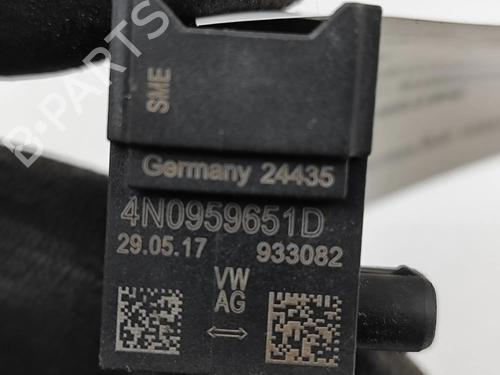 B-PARTS
SME
Germany 24435
4N0959651D
29.05.17 933082
VW
AG